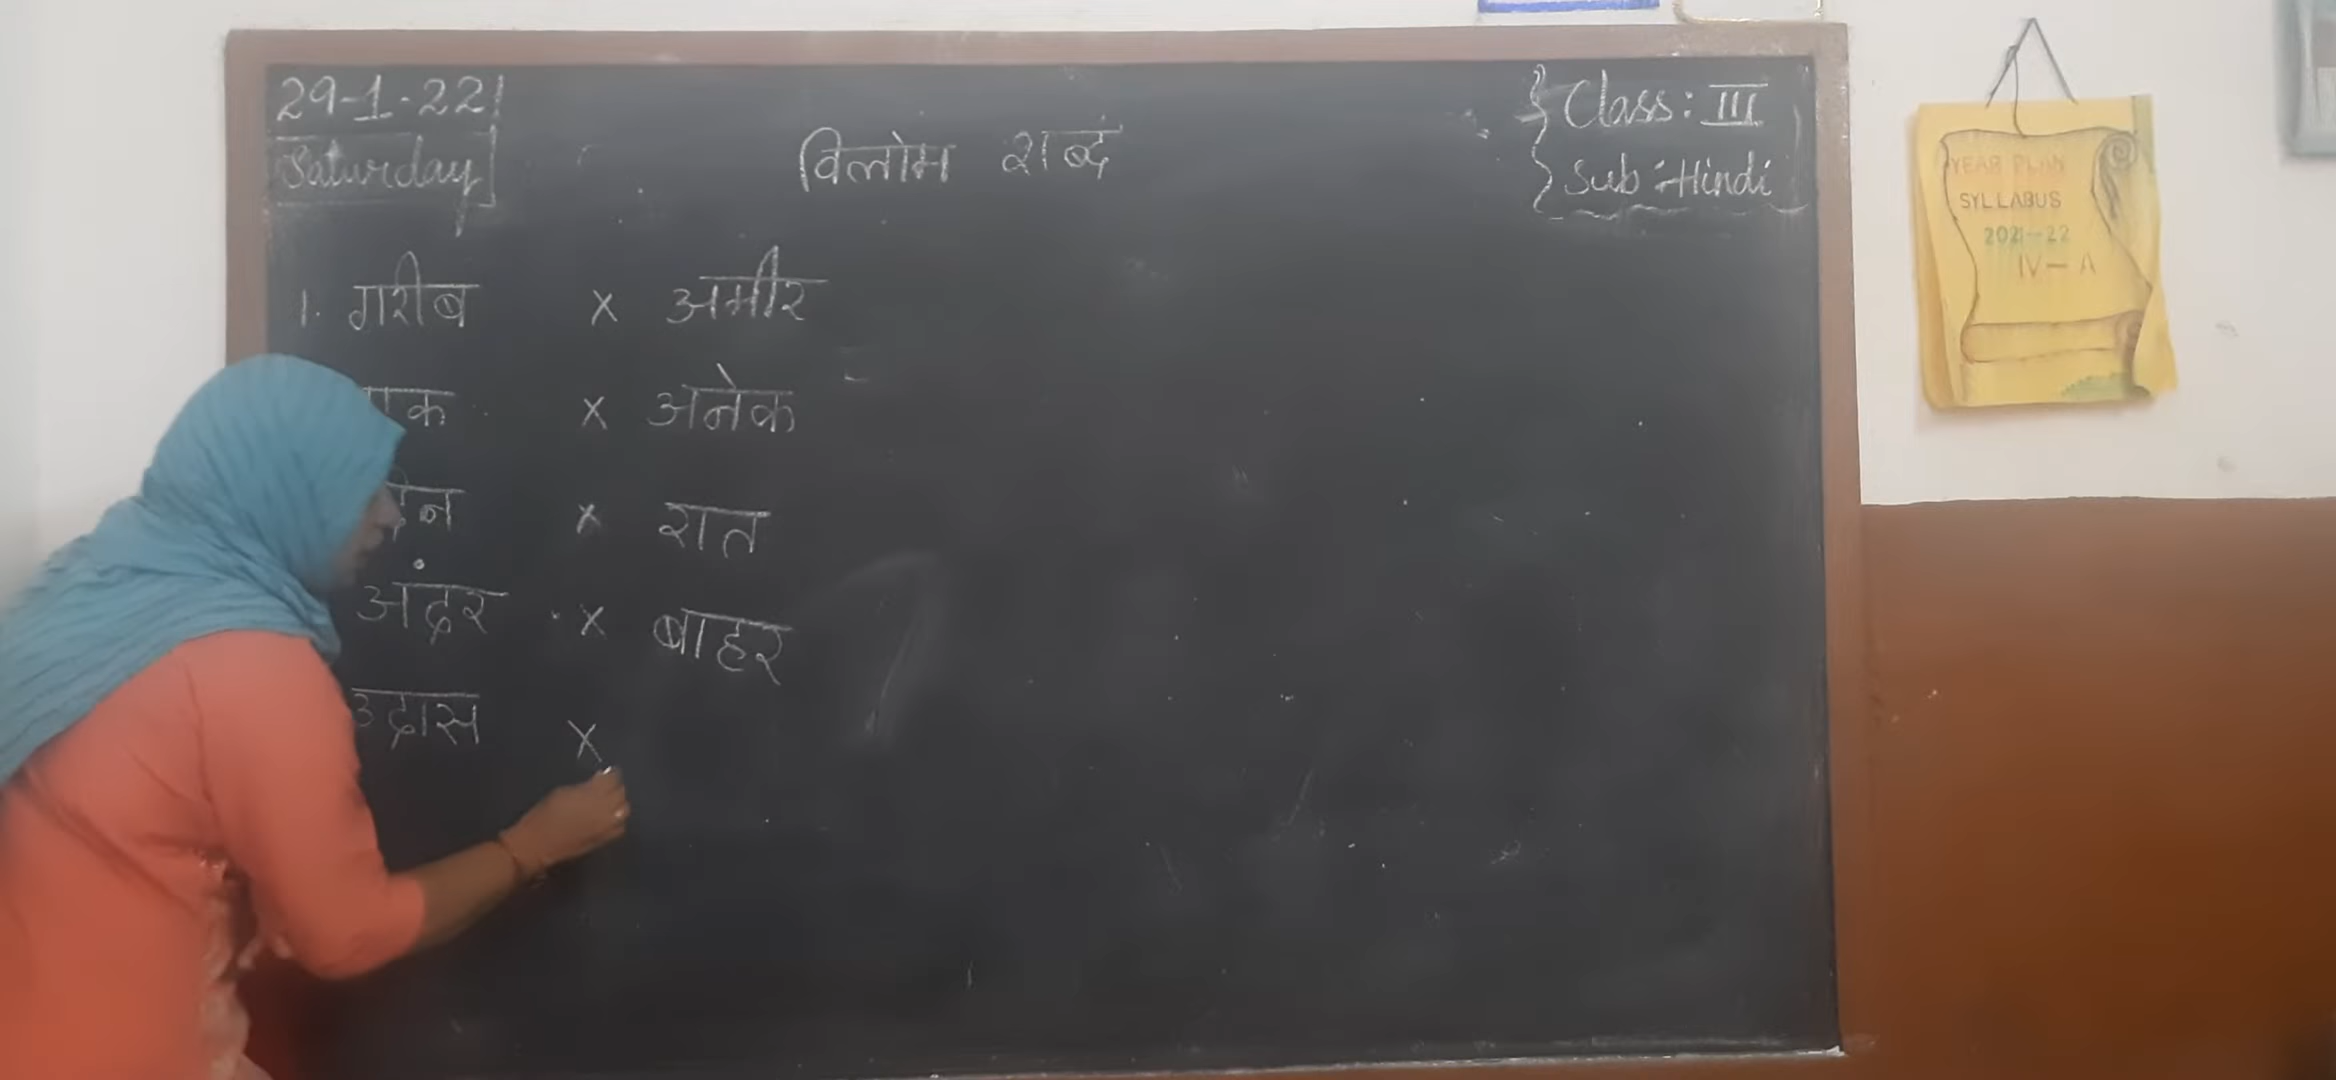 29-1-22
Saturday
विलोम शब्द
Class: III
Sub:-Hindi
1. गरीब x अमीर
x अनेक
x रात
अंदर x बाहर
उदास x
YEAR PLAN
SYLLABUS
2021-22
IV-A